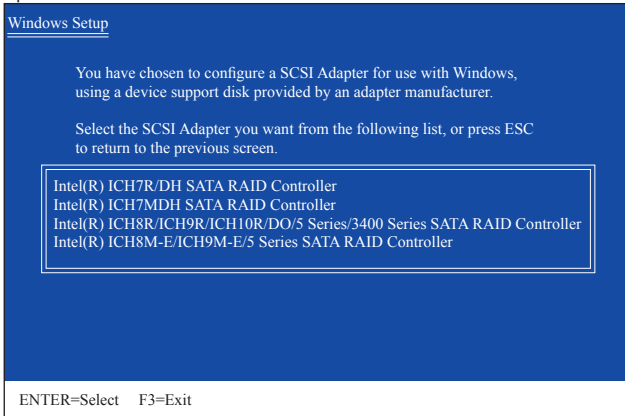 Windows Setup
You have chosen to configure a SCSI Adapter for use with Windows,
using a device support disk provided by an adapter manufacturer.
Select the SCSI Adapter you want from the following list, or press ESC
to return to the previous screen.
Intel(R) ICH7R/DH SATA RAID Controller
Intel(R) ICH7MDH SATA RAID Controller
Intel(R) ICH8R/ICH9R/ICH10R/DO/5 Series/3400 Series SATA RAID Controller
Intel(R) ICH8M-E/ICH9M-E/5 Series SATA RAID Controller
ENTER=Select F3=Exit